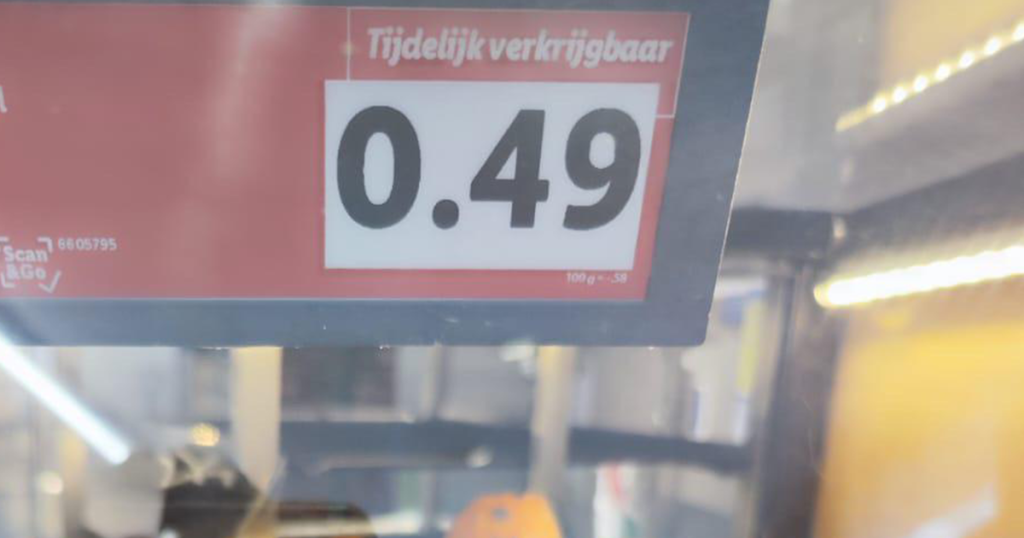 Tijdelijk verkrijgbaar
0.49
Scan
&Go
6605795
100 g = -.58